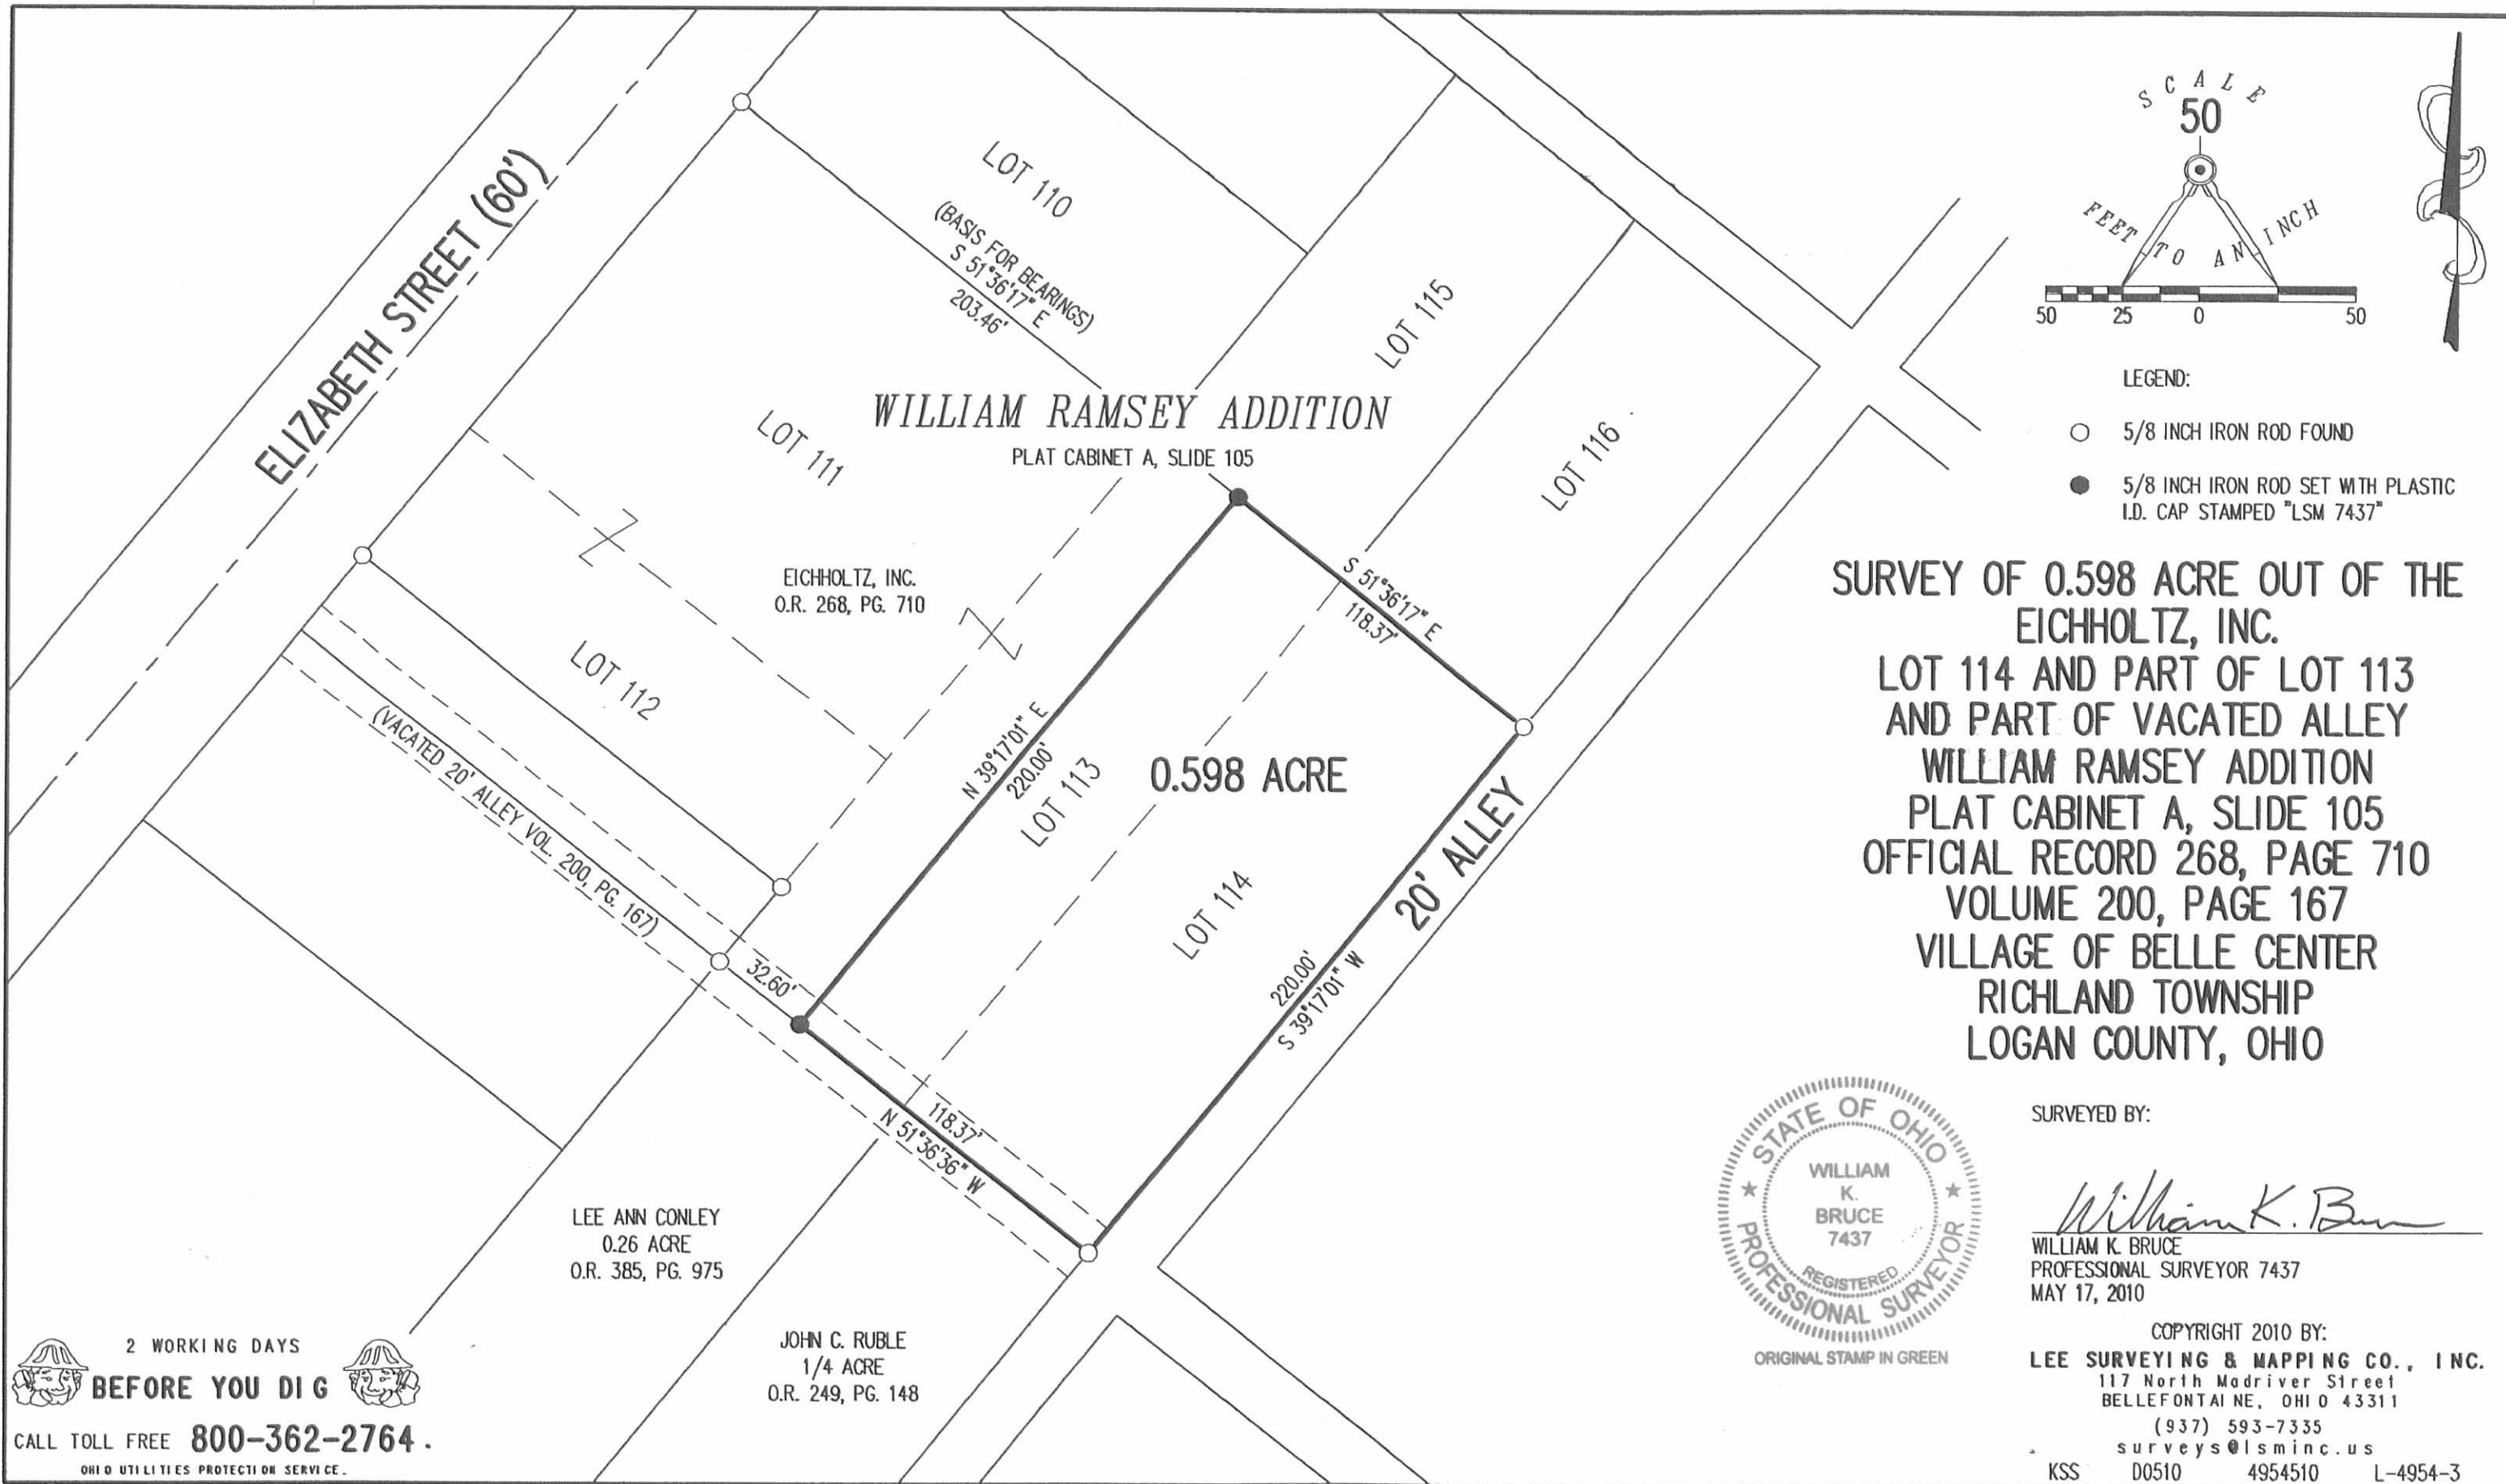 ELIZABETH STREET (60')
LOT 110
(BASIS FOR BEARINGS)
S 51°36'17" E
203.46'
LOT 115
WILLIAM RAMSEY ADDITION
PLAT CABINET A, SLIDE 105
LOT 111
LOT 116
EICHHOLTZ, INC.
O.R. 268, PG. 710
S 51°36'17" E
118.37'
LOT 112
N 39°17'01" E
220.00'
LOT 113
0.598 ACRE
(VACATED 20' ALLEY VOL. 200, PG. 167)
20' ALLEY
LOT 114
220.00'
S 39°17'01" W
32.60'
118.37'
N 51°36'36" W
LEE ANN CONLEY
0.26 ACRE
O.R. 385, PG. 975
JOHN C. RUBLE
1/4 ACRE
O.R. 249, PG. 148
2 WORKING DAYS
BEFORE YOU DIG
CALL TOLL FREE 800-362-2764.
OHIO UTILITIES PROTECTION SERVICE.
SCALE
50
FEET TO AN INCH
50 25 0 50
LEGEND:
5/8 INCH IRON ROD FOUND
5/8 INCH IRON ROD SET WITH PLASTIC
I.D. CAP STAMPED "LSM 7437"
SURVEY OF 0.598 ACRE OUT OF THE
EICHHOLTZ, INC.
LOT 114 AND PART OF LOT 113
AND PART OF VACATED ALLEY
WILLIAM RAMSEY ADDITION
PLAT CABINET A, SLIDE 105
OFFICIAL RECORD 268, PAGE 710
VOLUME 200, PAGE 167
VILLAGE OF BELLE CENTER
RICHLAND TOWNSHIP
LOGAN COUNTY, OHIO
STATE OF OHIO
WILLIAM
K.
BRUCE
7437
REGISTERED
PROFESSIONAL SURVEYOR
ORIGINAL STAMP IN GREEN
SURVEYED BY:
William K. Bruce
WILLIAM K. BRUCE
PROFESSIONAL SURVEYOR 7437
MAY 17, 2010
COPYRIGHT 2010 BY:
LEE SURVEYING & MAPPING CO., INC.
117 North Madriver Street
BELLEFONTAINE, OHIO 43311
(937) 593-7335
surveys@lsminc.us
KSS D0510 4954510 L-4954-3